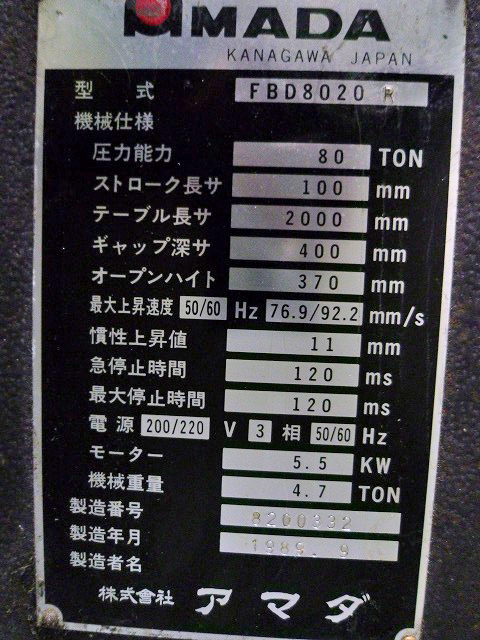 AMADA
KANAGAWA JAPAN
型式 FBD8020 R
機械仕様
圧力能力 80 TON
ストローク長サ 100 mm
テーブル長サ 2000 mm
ギャップ深サ 400 mm
オープンハイト 370 mm
最大上昇速度 50/60 Hz 76.9/92.2 mm/s
慣性上昇値 11 mm
急停止時間 120 ms
最大停止時間 120 ms
電源 200/220 V 3 相 50/60 Hz
モーター 5.5 KW
機械重量 4.7 TON
製造番号 8260332
製造年月 1989.9
製造者名
株式會社 アマダ